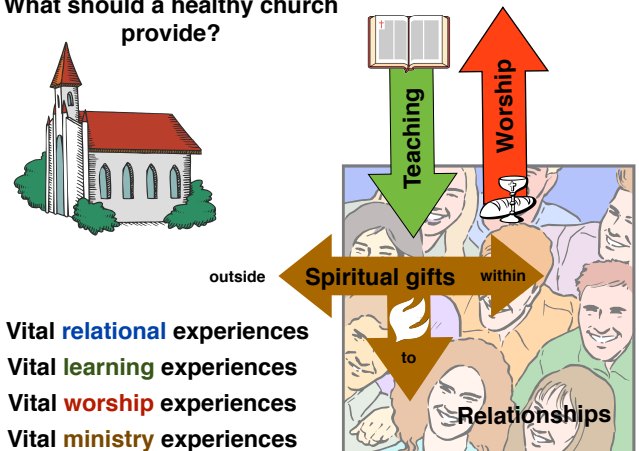 What should a healthy church
provide?
Teaching
Worship
outside
Spiritual gifts
within
to
Relationships
Vital relational experiences
Vital learning experiences
Vital worship experiences
Vital ministry experiences